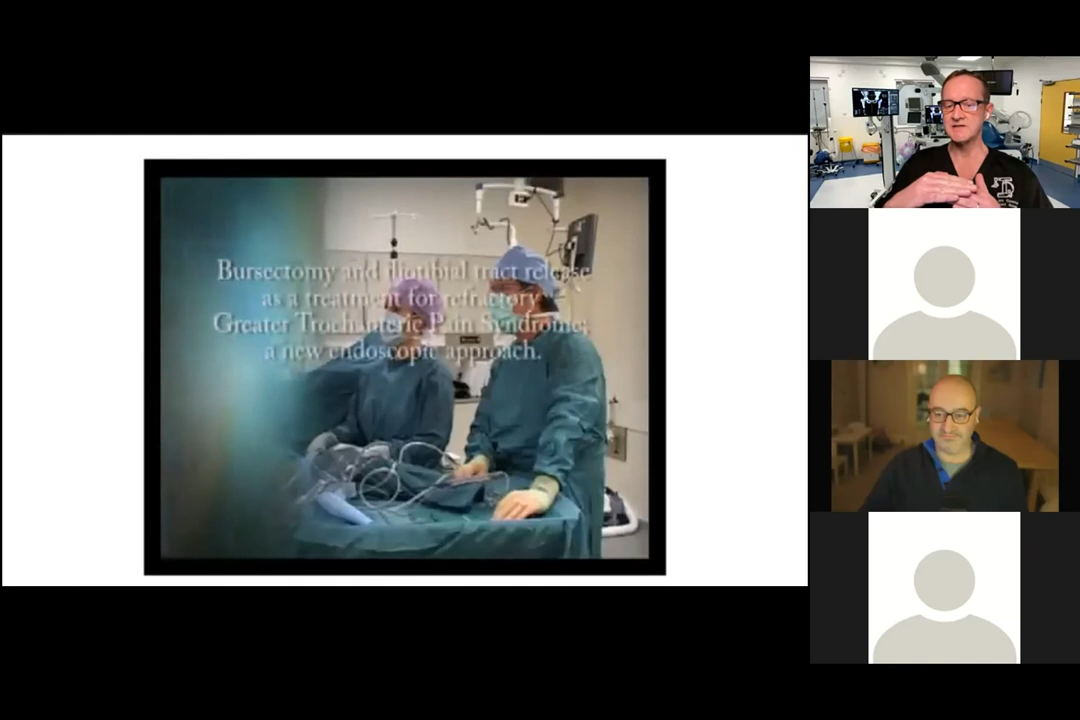 Bursectomy and iliotibial tract release
as a treatment for refractory
Greater Trochanteric Pain Syndrome;
a new endoscopic approach.